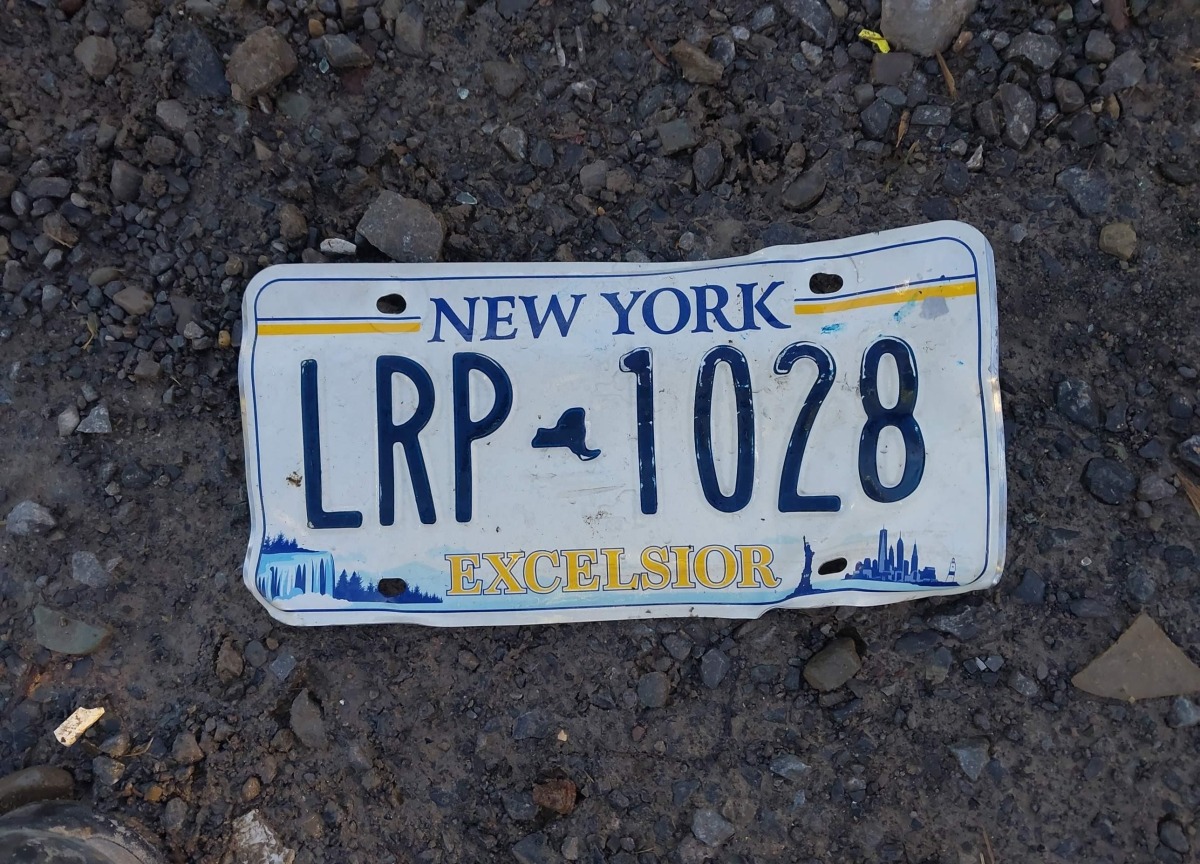 NEW YORK
LRP 1028
EXCELSIOR